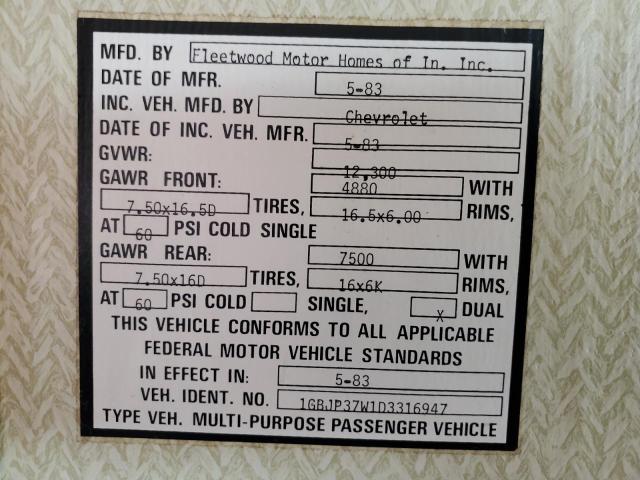 MFD. BY Fleetwood Motor Homes of In. Inc.
DATE OF MFR. 5-83
INC. VEH. MFD. BY Chevrolet
DATE OF INC. VEH. MFR. 5-83
GVWR: 12,300
GAWR FRONT: 4880 WITH
7.50x16.5D TIRES, 16.5x6.00 RIMS,
AT 60 PSI COLD SINGLE
GAWR REAR: 7500 WITH
7.50x16D TIRES, 16x6K RIMS,
AT 60 PSI COLD SINGLE, X DUAL
THIS VEHICLE CONFORMS TO ALL APPLICABLE
FEDERAL MOTOR VEHICLE STANDARDS
IN EFFECT IN: 5-83
VEH. IDENT. NO. 1GBJP37W1D3316947
TYPE VEH. MULTI-PURPOSE PASSENGER VEHICLE